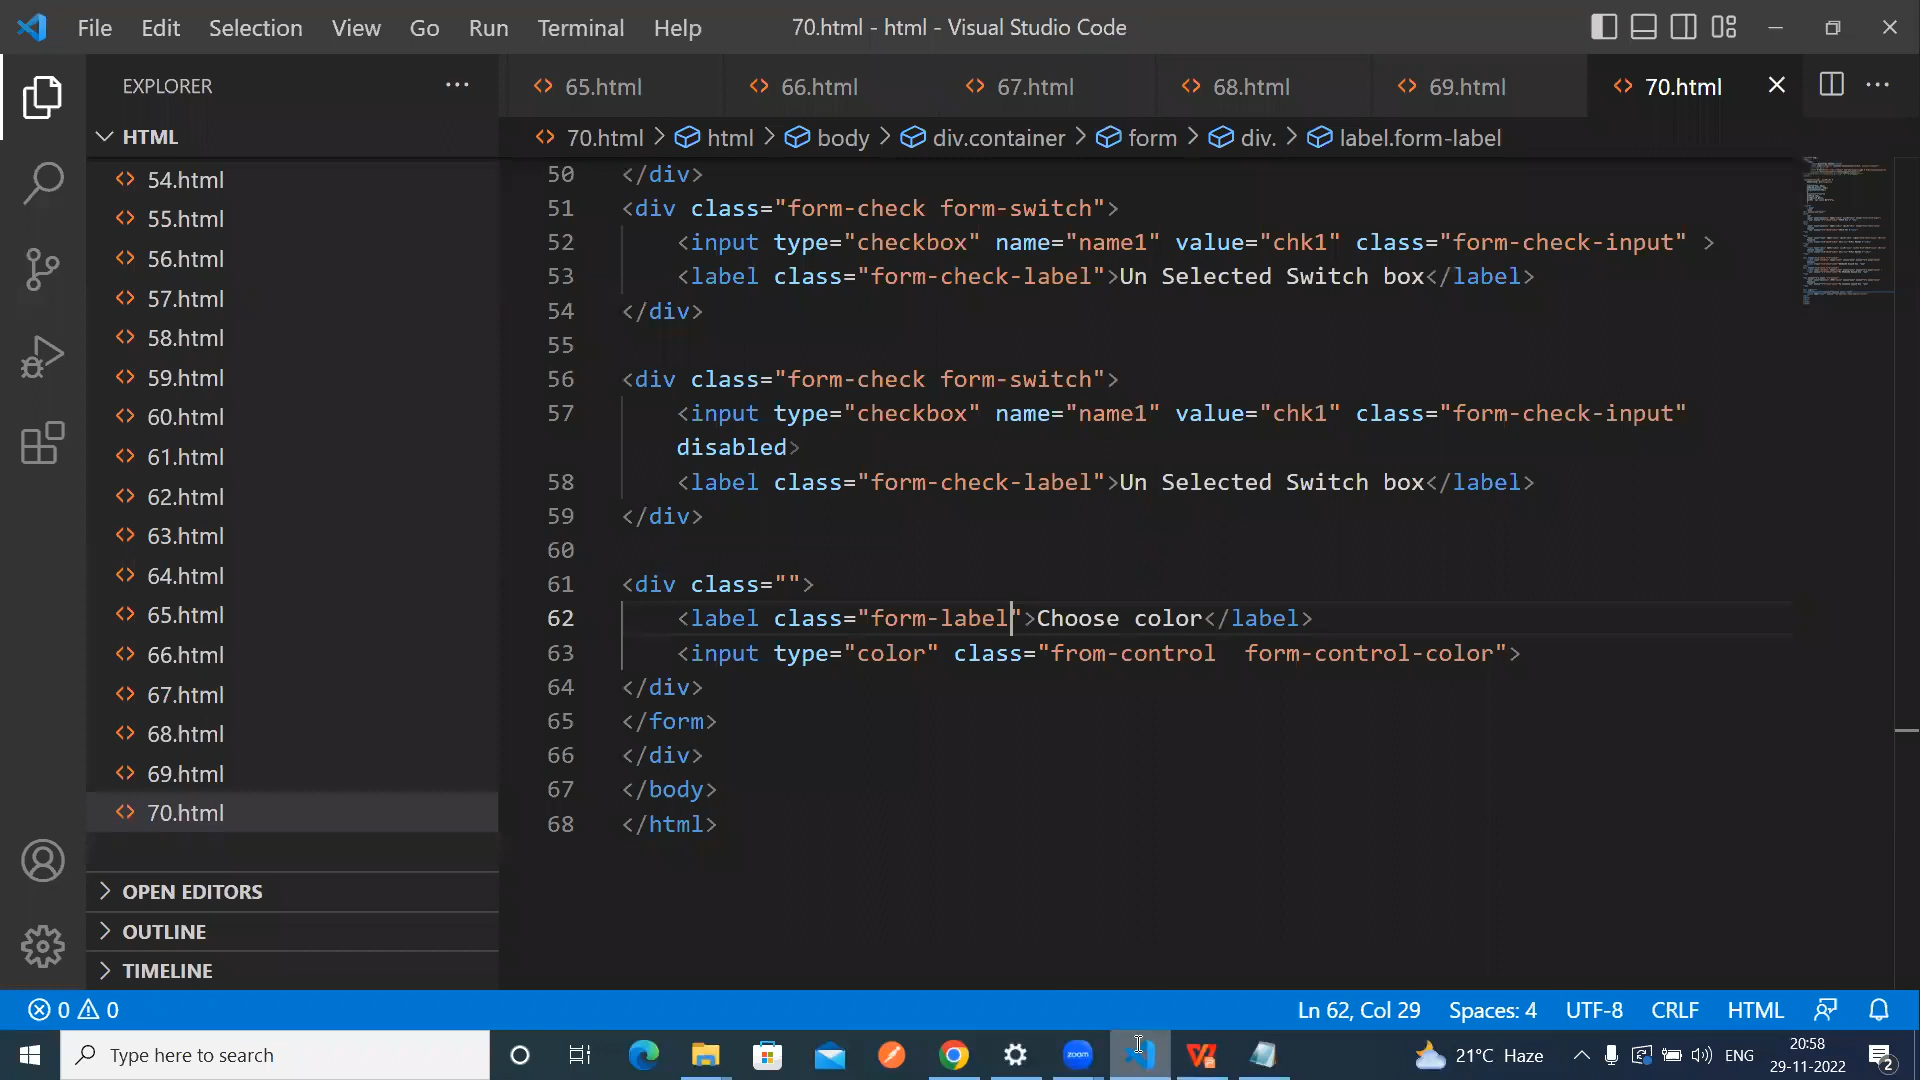 File Edit Selection View Go Run Terminal Help
70.html - html - Visual Studio Code
EXPLORER
65.html 66.html 67.html 68.html 69.html 70.html
70.html > html > body > div.container > form > div. > label.form-label
HTML
54.html
55.html
56.html
57.html
58.html
59.html
60.html
61.html
62.html
63.html
64.html
65.html
66.html
67.html
68.html
69.html
70.html
OPEN EDITORS
OUTLINE
TIMELINE
50 </div>
51 <div class="form-check form-switch">
52 <input type="checkbox" name="name1" value="chk1" class="form-check-input" >
53 <label class="form-check-label">Un Selected Switch box</label>
54 </div>
55
56 <div class="form-check form-switch">
57 <input type="checkbox" name="name1" value="chk1" class="form-check-input"
disabled>
58 <label class="form-check-label">Un Selected Switch box</label>
59 </div>
60
61 <div class="">
62 <label class="form-label">Choose color</label>
63 <input type="color" class="from-control  form-control-color">
64 </div>
65 </form>
66 </div>
67 </body>
68 </html>
0 0
Ln 62, Col 29 Spaces: 4 UTF-8 CRLF HTML
Type here to search
zoom
21°C Haze
ENG
20:58
29-11-2022
2